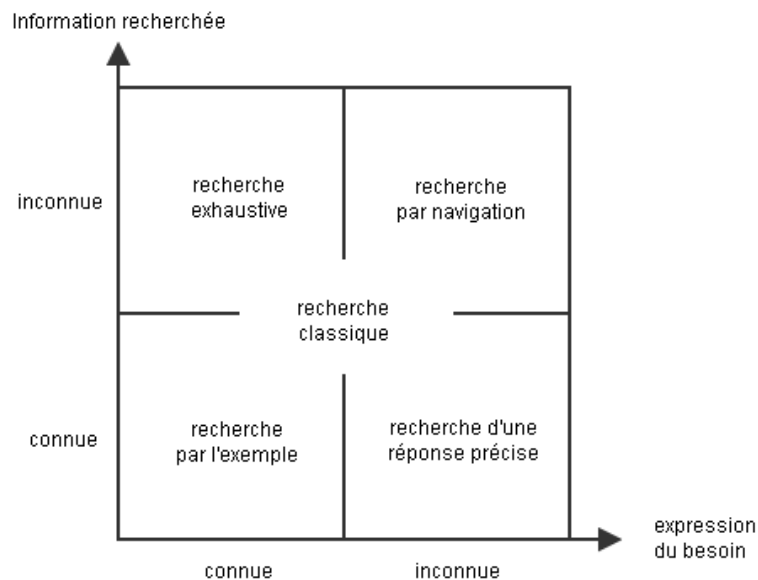 Information recherchée
inconnue
recherche
exhaustive
recherche
par navigation
recherche
classique
connue
recherche
par l'exemple
recherche d'une
réponse précise
expression
du besoin
connue
inconnue